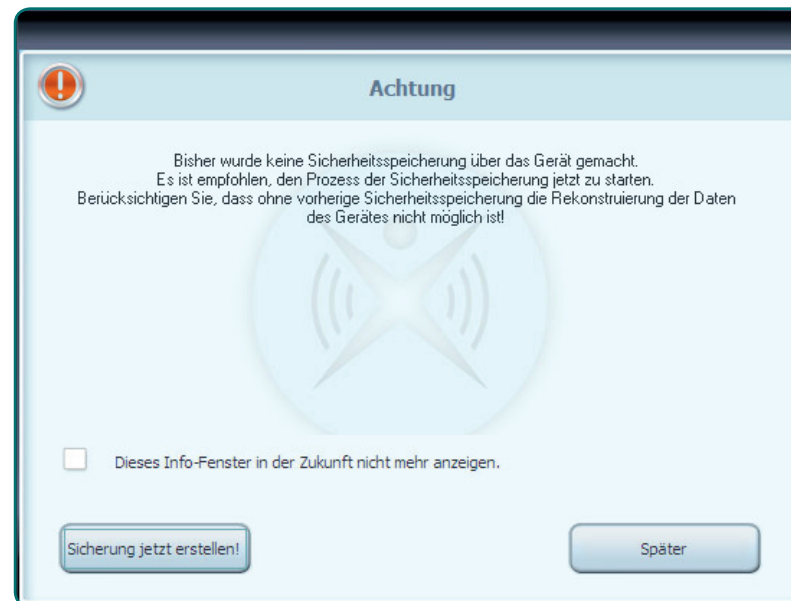 Achtung
Bisher wurde keine Sicherheitsspeicherung über das Gerät gemacht.
Es ist empfohlen, den Prozess der Sicherheitsspeicherung jetzt zu starten.
Berücksichtigen Sie, dass ohne vorherige Sicherheitsspeicherung die Rekonstruierung der Daten
des Gerätes nicht möglich ist!
Dieses Info-Fenster in der Zukunft nicht mehr anzeigen.
Sicherung jetzt erstellen!
Später